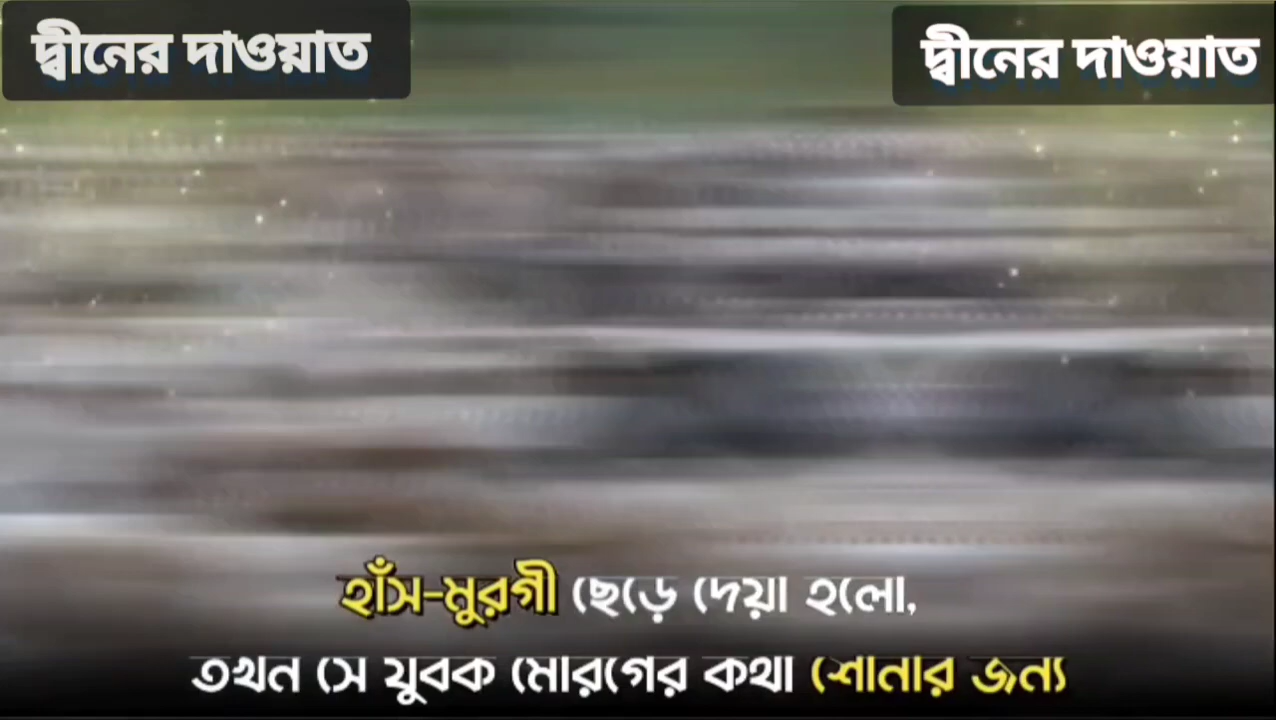 দ্বীনের দাওয়াত
দ্বীনের দাওয়াত
হাঁস-মুরগী ছেড়ে দেয়া হলো,
তখন সে যুবক মোরগের কথা শোনার জন্য